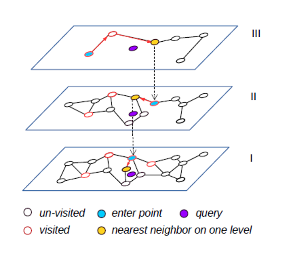 III
II
I
un-visited
enter point
query
visited
nearest neighbor on one level